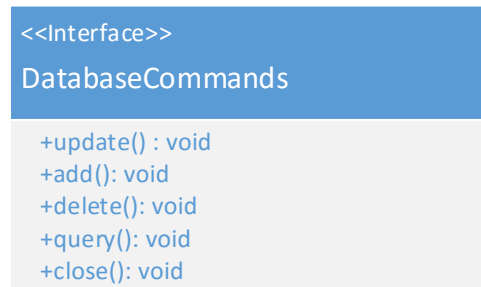 <<Interface>>
DatabaseCommands
+update() : void
+add(): void
+delete(): void
+query(): void
+close(): void